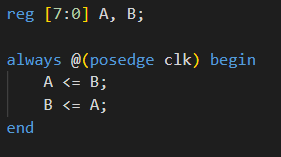 reg [7:0] A, B;
always @(posedge clk) begin
    A <= B;
    B <= A;
end